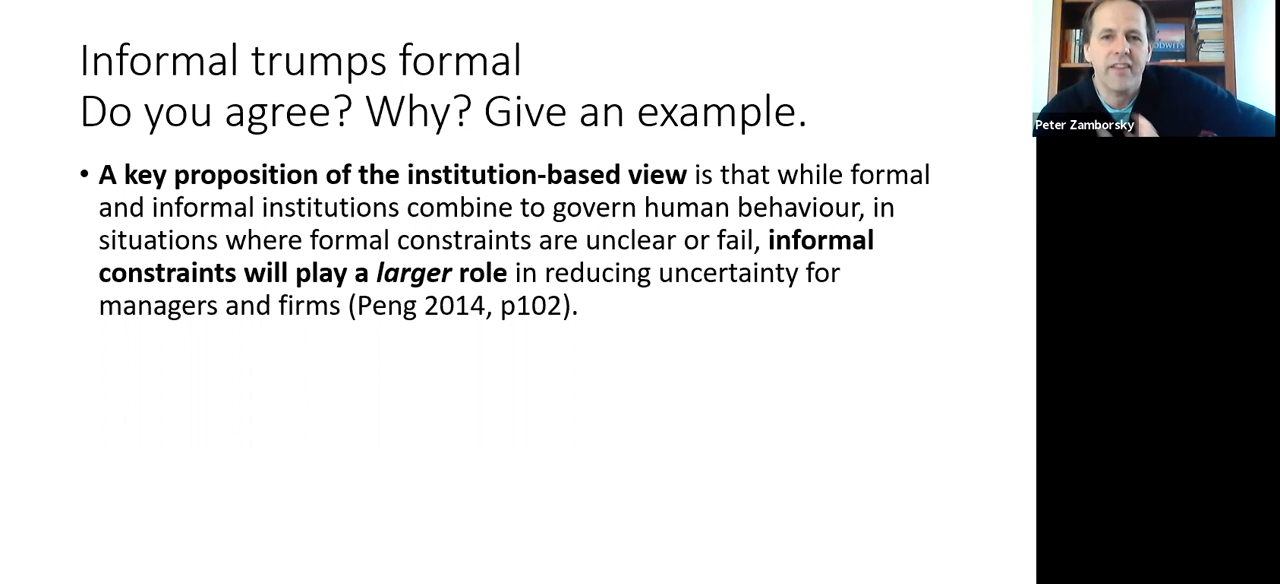 Informal trumps formal
Do you agree? Why? Give an example.
• A key proposition of the institution-based view is that while formal
and informal institutions combine to govern human behaviour, in
situations where formal constraints are unclear or fail, informal
constraints will play a larger role in reducing uncertainty for
managers and firms (Peng 2014, p102).
Peter Zamborsky